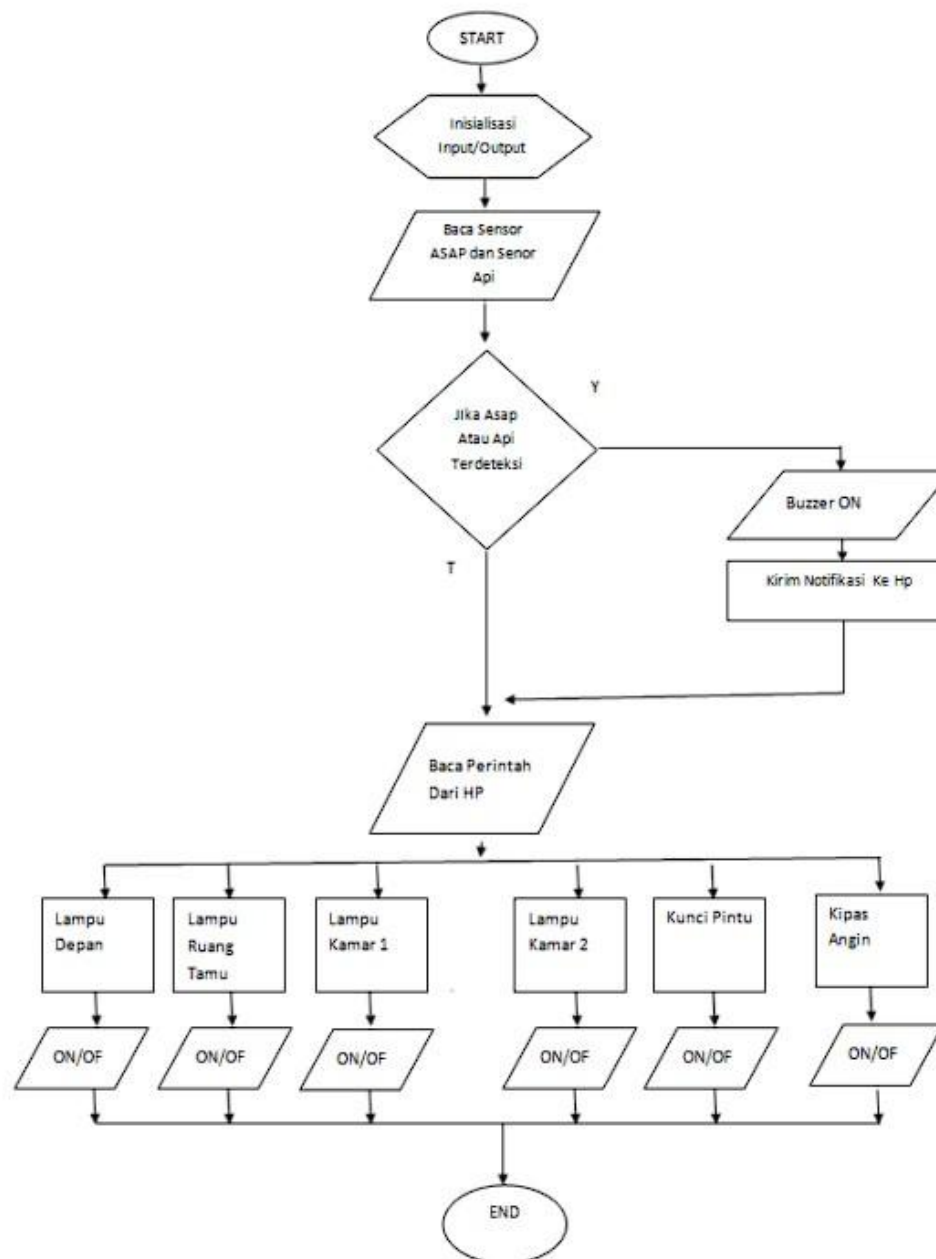 START
Inisialisasi
Input/Output
Baca Sensor
ASAP dan Senor
Api
Y
Jika Asap
Atau Api
Terdeteksi
Buzzer ON
T
Kirim Notifikasi Ke Hp
Baca Perintah
Dari HP
Lampu
Depan
Lampu
Ruang
Tamu
Lampu
Kamar 1
Lampu
Kamar 2
Kunci Pintu
Kipas
Angin
ON/OF
ON/OF
ON/OF
ON/OF
ON/OF
ON/OF
END